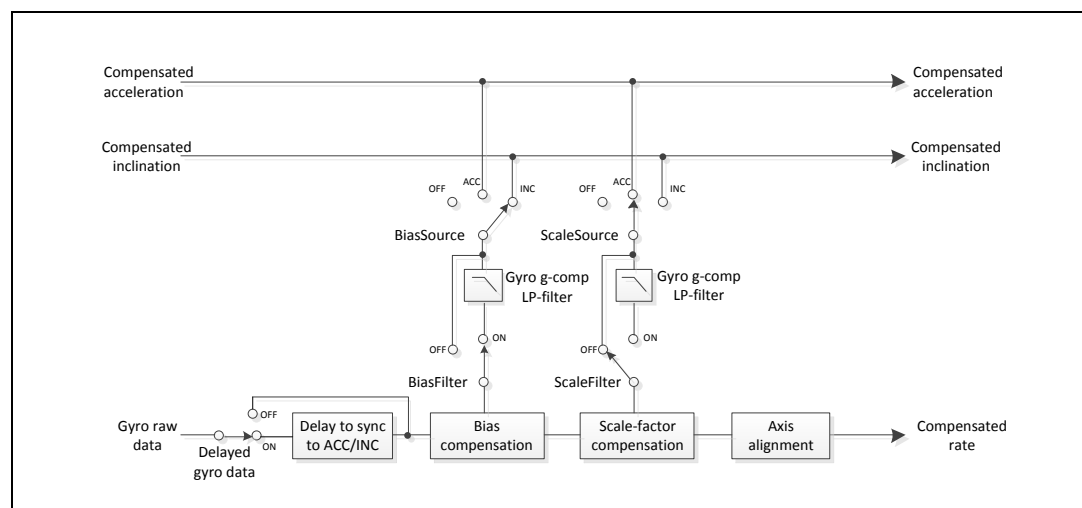 Compensated
acceleration
Compensated
acceleration
Compensated
inclination
Compensated
inclination
OFF
ACC
INC
OFF
ACC
INC
BiasSource
ScaleSource
Gyro g-comp
LP-filter
Gyro g-comp
LP-filter
OFF
ON
OFF
ON
BiasFilter
ScaleFilter
Gyro raw
data
OFF
ON
Delayed
gyro data
Delay to sync
to ACC/INC
Bias
compensation
Scale-factor
compensation
Axis
alignment
Compensated
rate